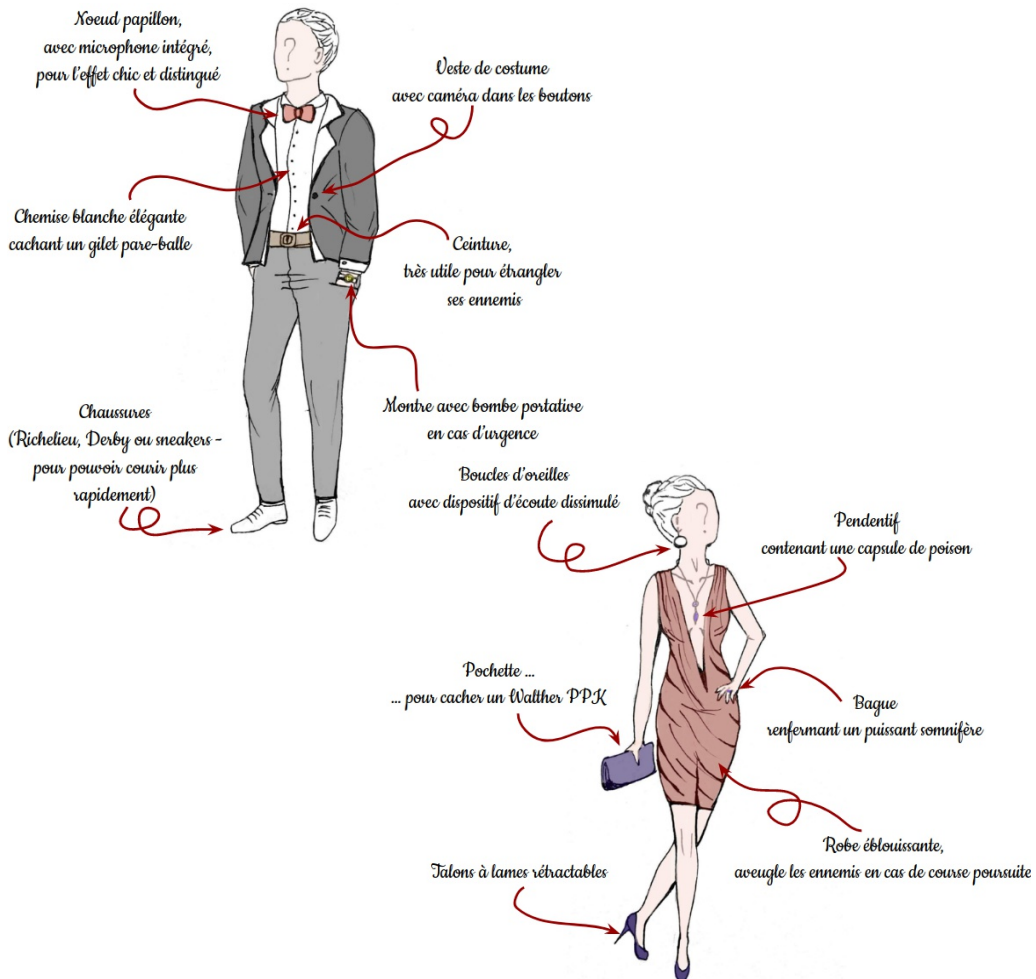 Noeud papillon,
avec microphone intégré,
pour l'effet chic et distingué
Veste de costume
avec caméra dans les boutons
Chemise blanche élégante
cachant un gilet pare-balle
Ceinture,
très utile pour étrangler
ses ennemis
Montre avec bombe portative
en cas d'urgence
Chaussures
(Richelieu, Derby ou sneakers -
pour pouvoir courir plus
rapidement)
Boucles d'oreilles
avec dispositif d'écoute dissimulé
Pendentif
contenant une capsule de poison
Pochette ...
... pour cacher un Walther PPK
Bague
renfermant un puissant somnifère
Robe éblouissante,
aveugle les ennemis en cas de course poursuite
Talons à lames rétractables